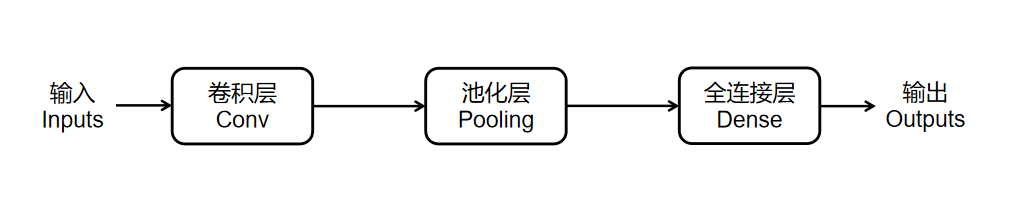 输入
Inputs
卷积层
Conv
池化层
Pooling
全连接层
Dense
输出
Outputs